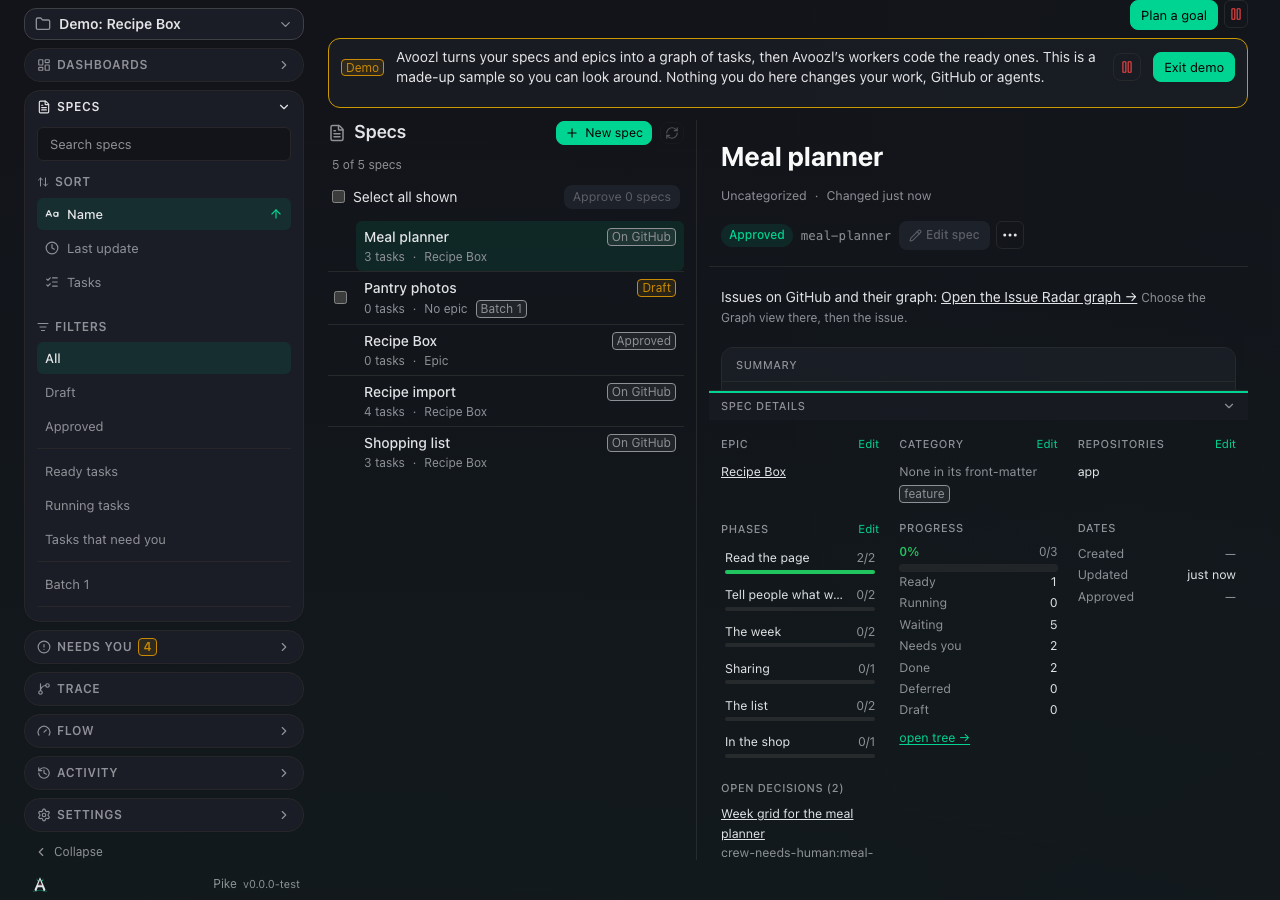 Demo: Recipe Box
DASHBOARDS
SPECS
Search specs
SORT
Aa Name
Last update
Tasks
FILTERS
All
Draft
Approved
Ready tasks
Running tasks
Tasks that need you
Batch 1
NEEDS YOU 4
TRACE
FLOW
ACTIVITY
SETTINGS
Collapse
A
Pike v0.0.0-test
Plan a goal
Demo
Avoozl turns your specs and epics into a graph of tasks, then Avoozl's workers code the ready ones. This is a
made-up sample so you can look around. Nothing you do here changes your work, GitHub or agents.
Exit demo
Specs
New spec
5 of 5 specs
Select all shown
Approve 0 specs
Meal planner
On GitHub
3 tasks · Recipe Box
Pantry photos
Draft
0 tasks · No epic Batch 1
Recipe Box
Approved
0 tasks · Epic
Recipe import
On GitHub
4 tasks · Recipe Box
Shopping list
On GitHub
3 tasks · Recipe Box
Meal planner
Uncategorized · Changed just now
Approved meal-planner Edit spec
Issues on GitHub and their graph: Open the Issue Radar graph → Choose the
Graph view there, then the issue.
SUMMARY
SPEC DETAILS
EPIC Edit
Recipe Box
CATEGORY Edit
None in its front-matter
feature
REPOSITORIES Edit
app
PHASES Edit
Read the page 2/2
Tell people what w... 0/2
The week 0/2
Sharing 0/1
The list 0/2
In the shop 0/1
PROGRESS
0% 0/3
Ready 1
Running 0
Waiting 5
Needs you 2
Done 2
Deferred 0
Draft 0
open tree →
DATES
Created —
Updated just now
Approved —
OPEN DECISIONS (2)
Week grid for the meal
planner
crew-needs-human:meal-